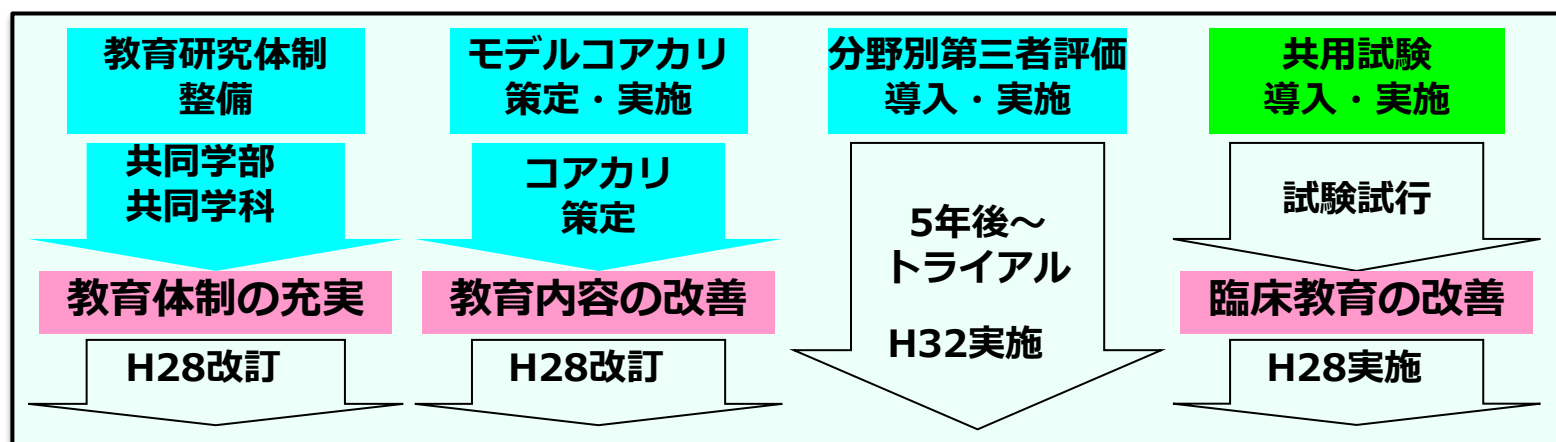 教育研究体制
整備
共同学部
共同学科
教育体制の充実
H28改訂
モデルコアカリ
策定・実施
コアカリ
策定
教育内容の改善
H28改訂
分野別第三者評価
導入・実施
5年後～
トライアル
H32実施
共用試験
導入・実施
試験試行
臨床教育の改善
H28実施